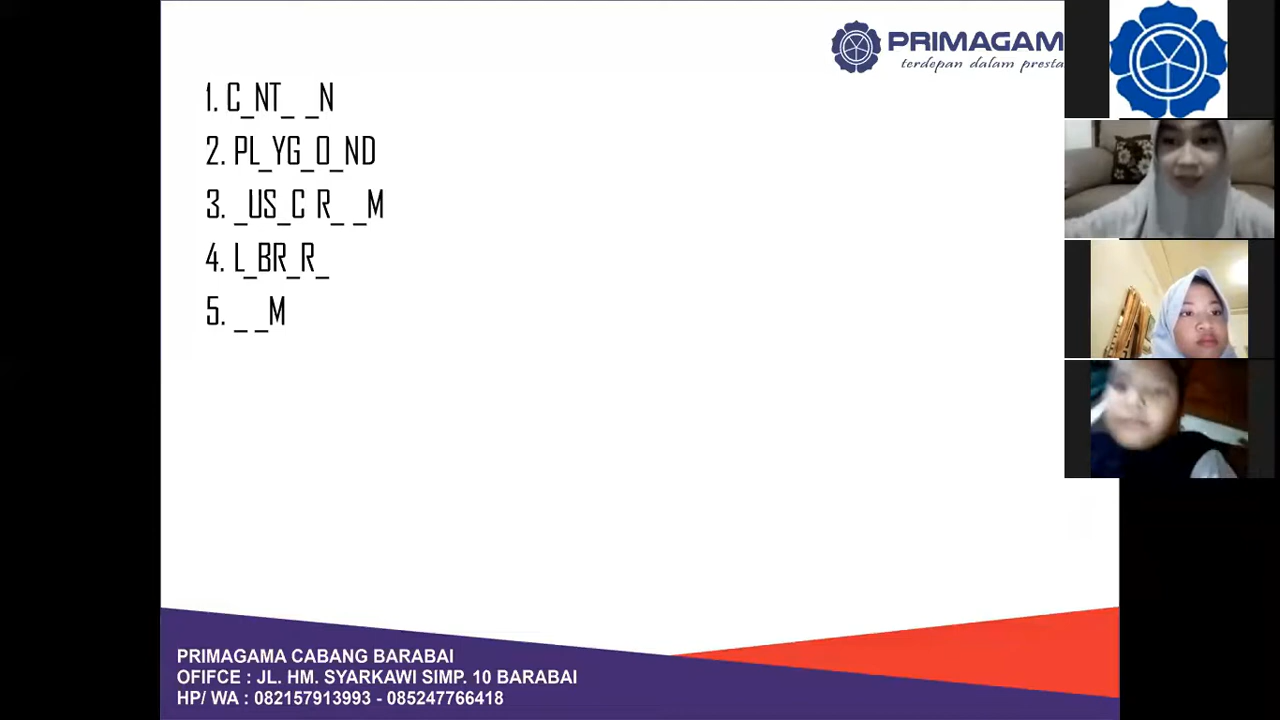 PRIMAGAM
terdepan dalam presta
1. C_NT_ _N
2. PL_YG_O_ND
3. _US_C R_ _M
4. L_BR_R_
5. _ _M
PRIMAGAMA CABANG BARABAI
OFIFCE : JL. HM. SYARKAWI SIMP. 10 BARABAI
HP/ WA : 082157913993 - 085247766418